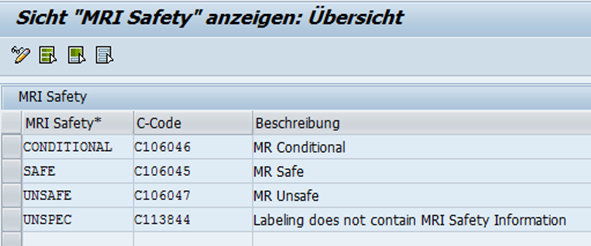 Sicht "MRI Safety" anzeigen: Übersicht
MRI Safety
MRI Safety* C-Code Beschreibung
CONDITIONAL C106046 MR Conditional
SAFE C106045 MR Safe
UNSAFE C106047 MR Unsafe
UNSPEC C113844 Labeling does not contain MRI Safety Information